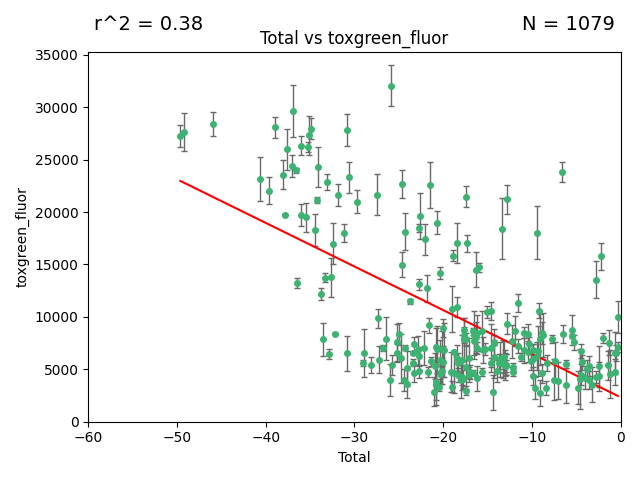 r^2 = 0.38 N = 1079
Total vs toxgreen_fluor
35000
30000
25000
20000
15000
10000
5000
0
toxgreen_fluor
−60 −50 −40 −30 −20 −10 0
Total